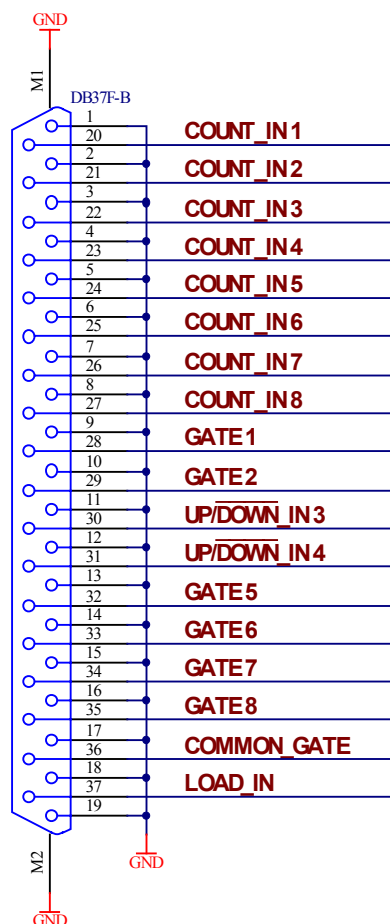 GND
M1
DB37F-B
1
20 COUNT_IN1
2
21 COUNT_IN2
3
22 COUNT_IN3
4
23 COUNT_IN4
5
24 COUNT_IN5
6
25 COUNT_IN6
7
26 COUNT_IN7
8
27 COUNT_IN8
9
28 GATE1
10
29 GATE2
11
30 UP/D̅O̅W̅N̅_IN3
12
31 UP/D̅O̅W̅N̅_IN4
13
32 GATE5
14
33 GATE6
15
34 GATE7
16
35 GATE8
17
36 COMMON_GATE
18
37 LOAD_IN
19
M2
GND
GND